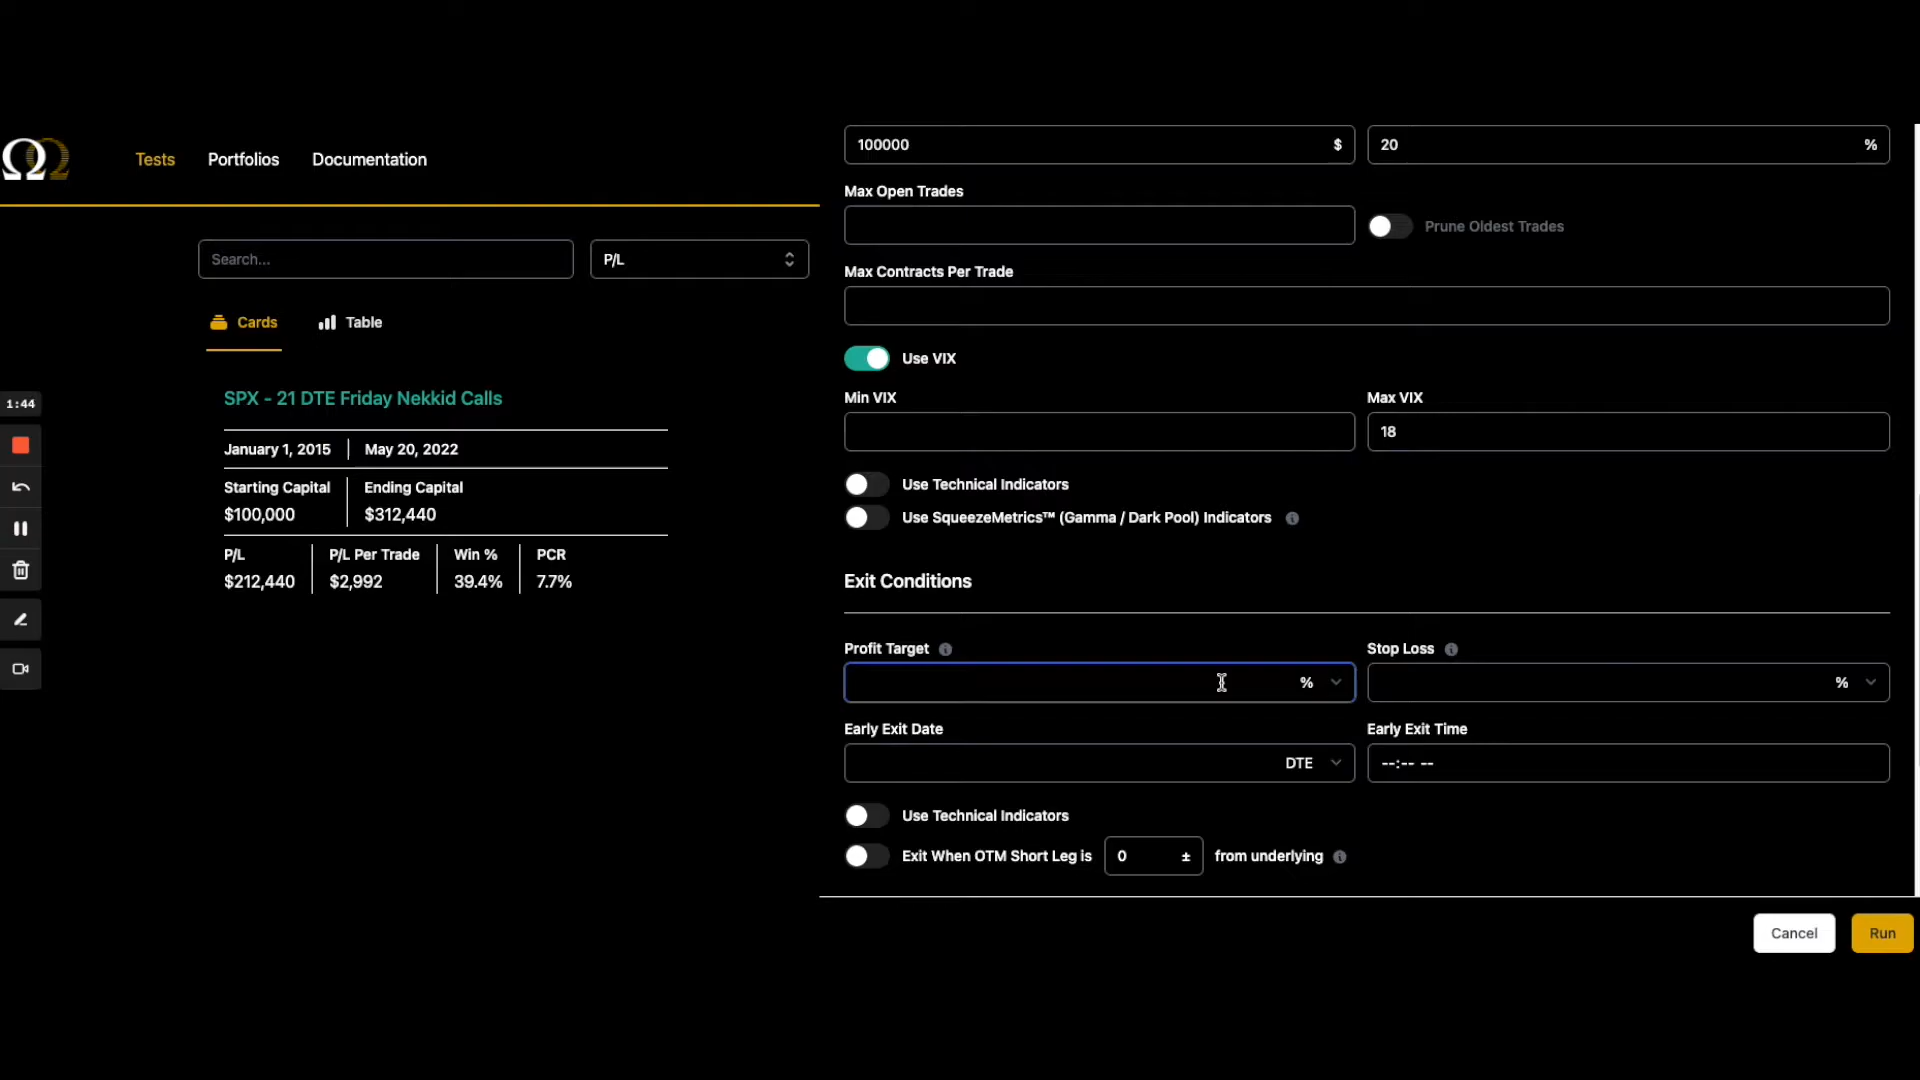 Tests Portfolios Documentation
Search... P/L
Cards Table
SPX - 21 DTE Friday Nekkid Calls
January 1, 2015 May 20, 2022
Starting Capital Ending Capital
$100,000 $312,440
P/L P/L Per Trade Win % PCR
$212,440 $2,992 39.4% 7.7%
1:44
100000 $ 20 %
Max Open Trades
Prune Oldest Trades
Max Contracts Per Trade
Use VIX
Min VIX Max VIX
18
Use Technical Indicators
Use SqueezeMetrics™ (Gamma / Dark Pool) Indicators
Exit Conditions
Profit Target Stop Loss
% %
Early Exit Date Early Exit Time
DTE --:-- --
Use Technical Indicators
Exit When OTM Short Leg is 0 ± from underlying
Cancel Run